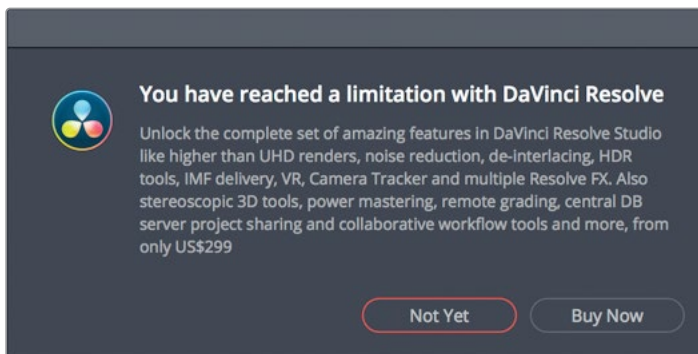 You have reached a limitation with DaVinci Resolve
Unlock the complete set of amazing features in DaVinci Resolve Studio
like higher than UHD renders, noise reduction, de-interlacing, HDR
tools, IMF delivery, VR, Camera Tracker and multiple Resolve FX. Also
stereoscopic 3D tools, power mastering, remote grading, central DB
server project sharing and collaborative workflow tools and more, from
only US$299
Not Yet
Buy Now